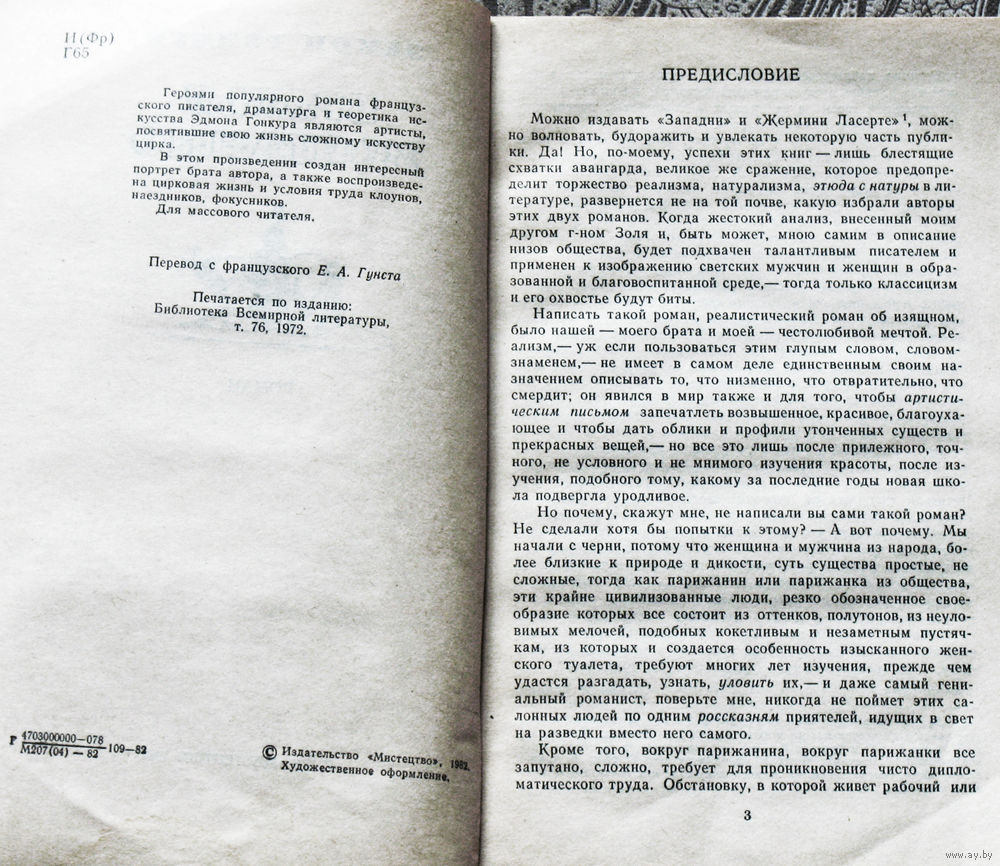 И(Фр)
Г65
Героями популярного романа француз-
ского писателя, драматурга и теоретика ис-
кусства Эдмона Гонкура являются артисты,
посвятившие свою жизнь сложному искусству
цирка.
В этом произведении создан интересный
портрет брата автора, а также воспроизведе-
на цирковая жизнь и условия труда клоунов,
наездников, фокусников.
Для массового читателя.
Перевод с французского Е. А. Гунста
Печатается по изданию:
Библиотека Всемирной литературы,
т. 76, 1972.
Г 4703000000—078
М207(04) — 82 109—82
© Издательство «Мистецтво», 1982.
Художественное оформление.
ПРЕДИСЛОВИЕ
Можно издавать «Западни» и «Жермини Ласерте» ¹, мож-
но волновать, будоражить и увлекать некоторую часть публи-
ки. Да! Но, по-моему, успехи этих книг — лишь блестящие
схватки авангарда, великое же сражение, которое предопре-
делит торжество реализма, натурализма, этюда с натуры в ли-
тературе, развернется не на той почве, какую избрали авторы
этих двух романов. Когда жестокий анализ, внесенный моим
другом г-ном Золя и, быть может, мною самим в описание
низов общества, будет подхвачен талантливым писателем и
применен к изображению светских мужчин и женщин в обра-
зованной и благовоспитанной среде,— тогда только классицизм
и его охвостье будут биты.
Написать такой роман, реалистический роман об изящном,
было нашей — моего брата и моей — честолюбивой мечтой. Ре-
ализм,— уж если пользоваться этим глупым словом, словом-
знаменем,— не имеет в самом деле единственным своим на-
значением описывать то, что низменно, что отвратительно, что
смердит; он явился в мир также и для того, чтобы артисти-
ческим письмом запечатлеть возвышенное, красивое, благоуха-
ющее и чтобы дать облики и профили утонченных существ и
прекрасных вещей,— но все это лишь после прилежного, точ-
ного, не условного и не мнимого изучения красоты, после из-
учения, подобного тому, какому за последние годы новая шко-
ла подвергла уродливое.
Но почему, скажут мне, не написали вы сами такой роман?
Не сделали хотя бы попытки к этому? — А вот почему. Мы
начали с черни, потому что женщина и мужчина из народа, бо-
лее близкие к природе и дикости, суть существа простые, не
сложные, тогда как парижанин или парижанка из общества,
эти крайне цивилизованные люди, резко обозначенное свое-
образие которых все состоит из оттенков, полутонов, из неуло-
вимых мелочей, подобных кокетливым и незаметным пустяч-
кам, из которых и создается особенность изысканного жен-
ского туалета, требуют многих лет изучения, прежде чем
удастся разгадать, узнать, уловить их,— и даже самый гени-
альный романист, поверьте мне, никогда не поймет этих са-
лонных людей по одним россказням приятелей, идущих в свет
на разведки вместо него самого.
Кроме того, вокруг парижанина, вокруг парижанки все
запутано, сложно, требует для проникновения чисто дипло-
матического труда. Обстановку, в которой живет рабочий или
3
www.ay.by